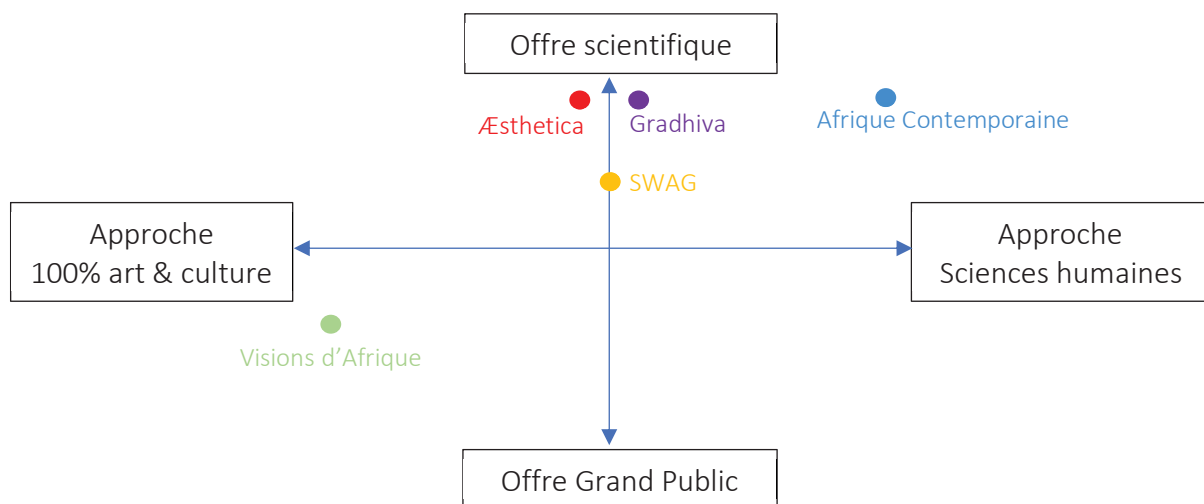 Offre scientifique
Æsthetica
Gradhiva
Afrique Contemporaine
SWAG
Approche
100% art & culture
Approche
Sciences humaines
Visions d’Afrique
Offre Grand Public